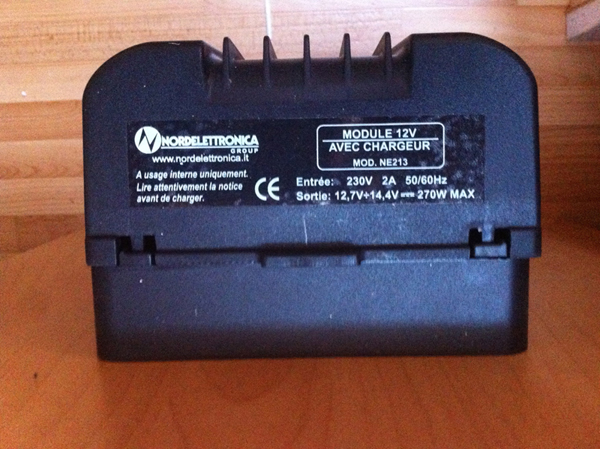 NORDELETTRONICA
GROUP
www.nordelettronica.it
A usage interne uniquement.
Lire attentivement la notice
avant de charger.
CE
MODULE 12V
AVEC CHARGEUR
MOD. NE213
Entrée: 230V 2A 50/60Hz
Sortie: 12,7V÷14,4V⎓270W MAX